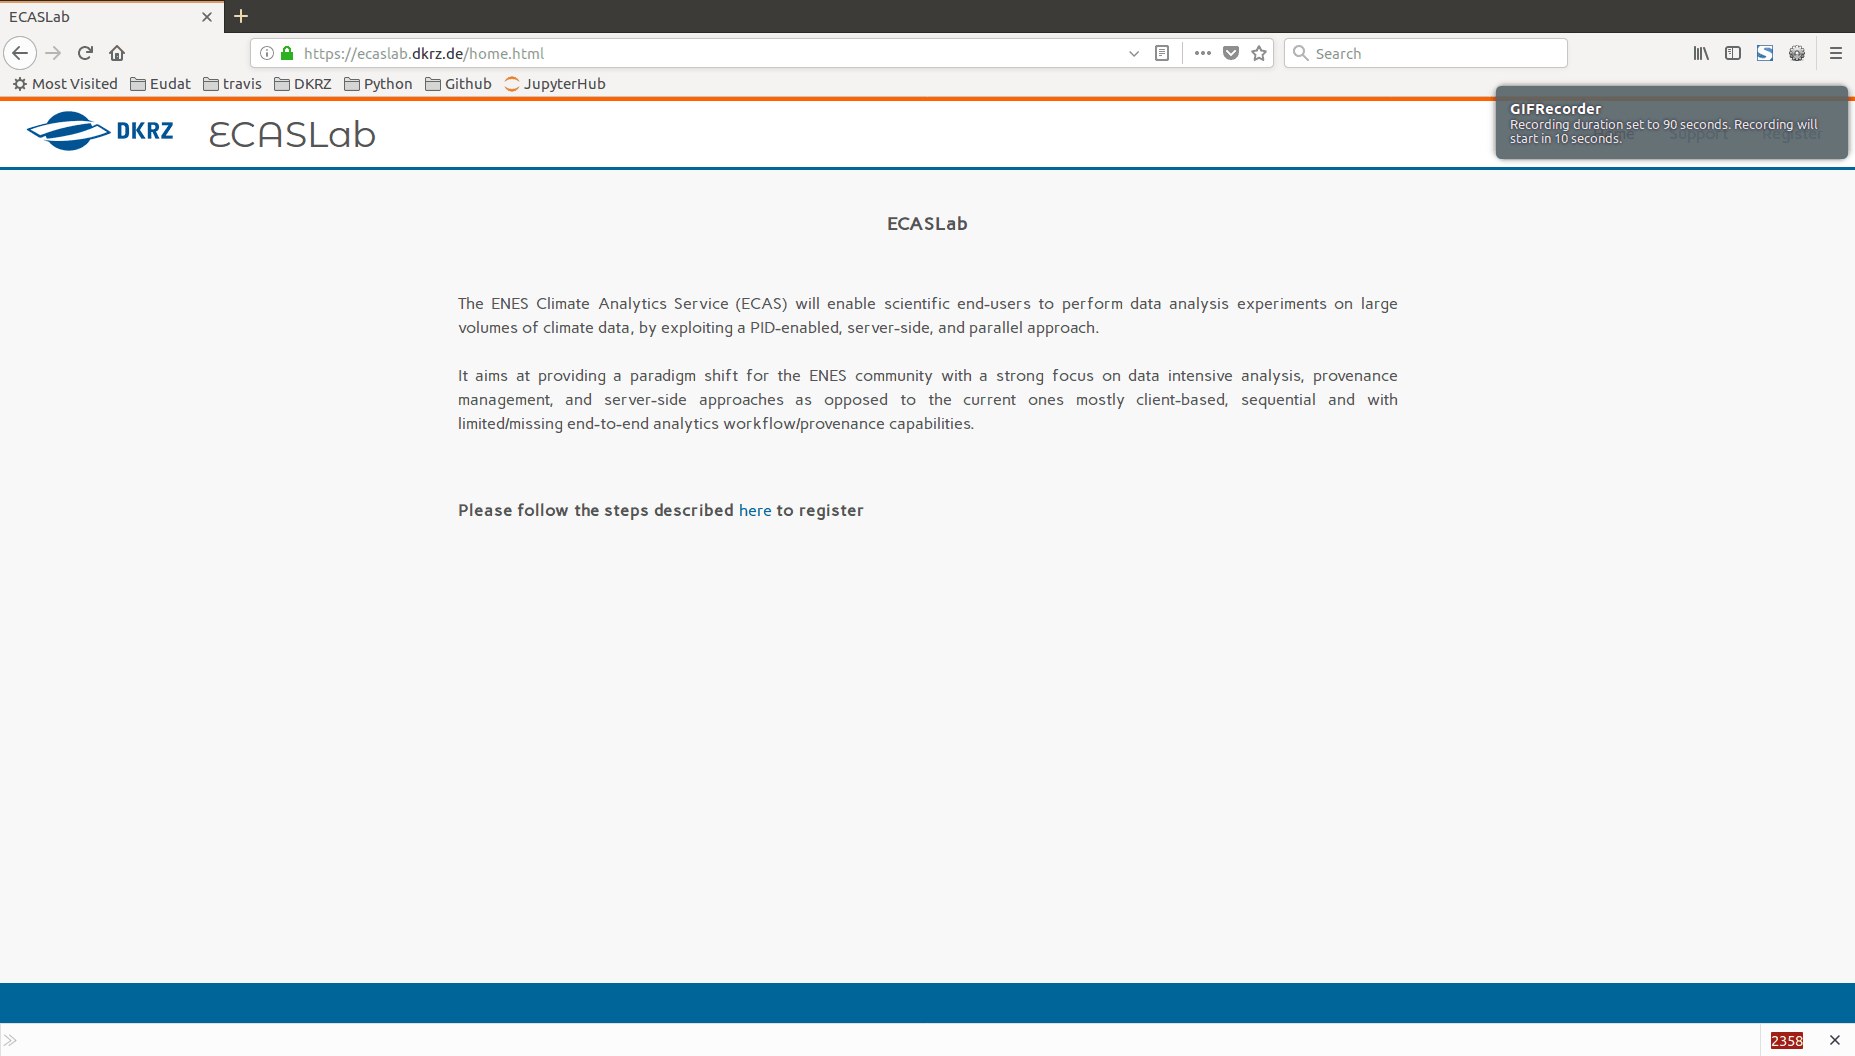 ECASLab
https://ecaslab.dkrz.de/home.html
Search
Most Visited Eudat travis DKRZ Python Github JupyterHub
GIFRecorder
Recording duration set to 90 seconds. Recording will
start in 10 seconds.
DKRZ ECASLab
Support Register
ECASLab
The ENES Climate Analytics Service (ECAS) will enable scientific end-users to perform data analysis experiments on large
volumes of climate data, by exploiting a PID-enabled, server-side, and parallel approach.
It aims at providing a paradigm shift for the ENES community with a strong focus on data intensive analysis, provenance
management, and server-side approaches as opposed to the current ones mostly client-based, sequential and with
limited/missing end-to-end analytics workflow/provenance capabilities.
Please follow the steps described here to register
2358